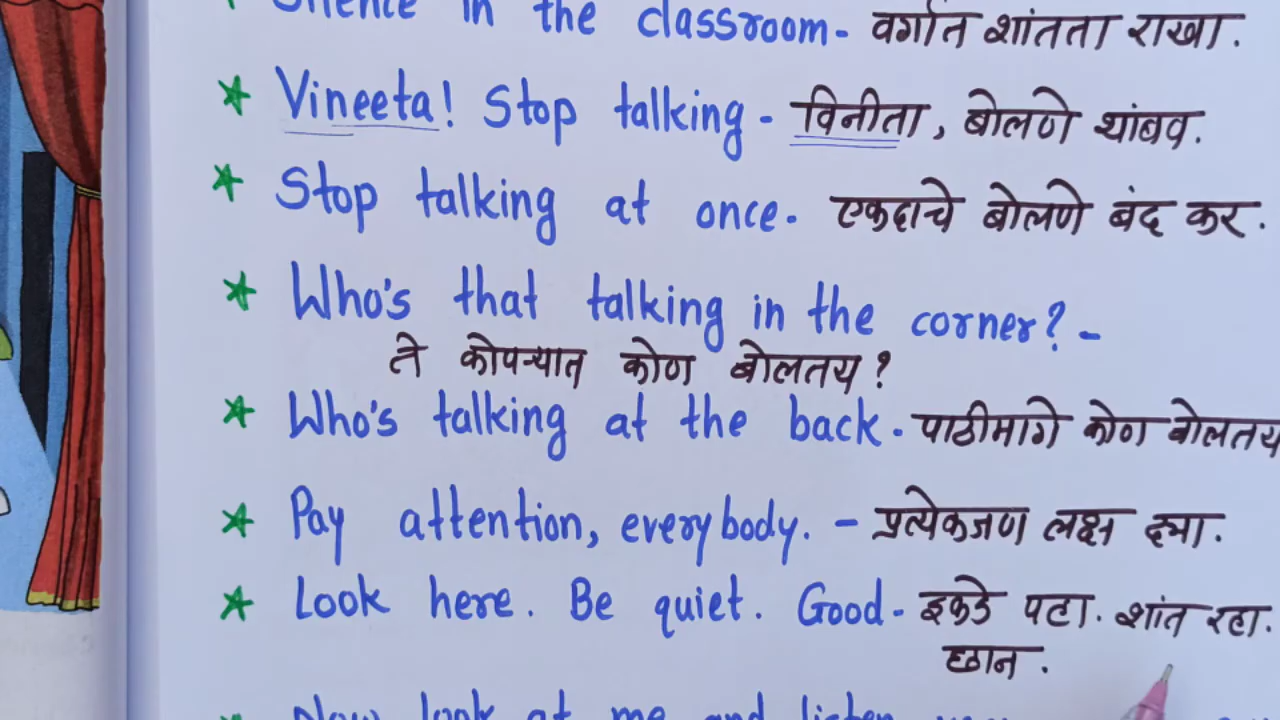 Silence in the classroom- वर्गात शांतता राखा.
Vineeta! Stop talking - विनीता, बोलणे थांबव.
Stop talking at once. एकदाचे बोलणे बंद कर.
Who's that talking in the corner? -
ते कोपऱ्यात कोण बोलतय?
Who's talking at the back. पाठीमागे कोण बोलतय
Pay attention, everybody. - प्रत्येकजण लक्ष द्या.
Look here. Be quiet. Good- इकडे पहा. शांत रहा.
छान.
Now look at me and listen